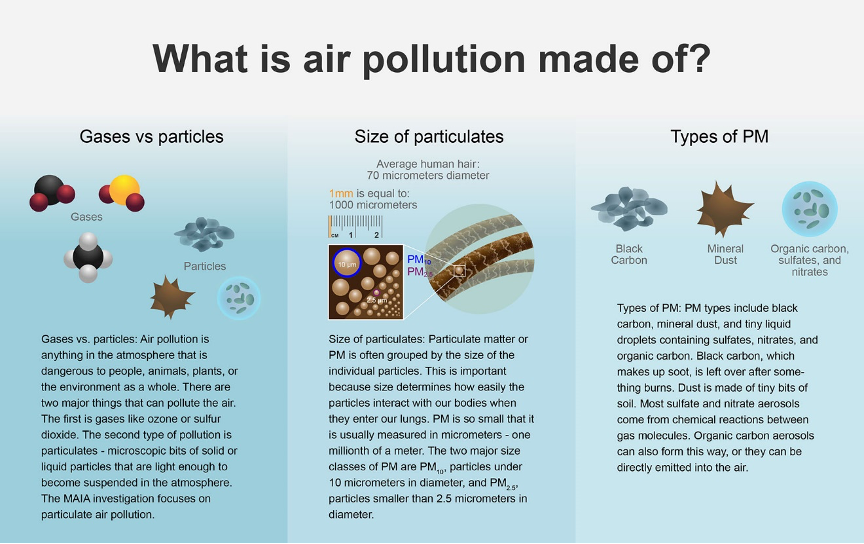 What is air pollution made of?
Gases vs particles
Gases
Particles
Gases vs. particles: Air pollution is
anything in the atmosphere that is
dangerous to people, animals, plants, or
the environment as a whole. There are
two major things that can pollute the air.
The first is gases like ozone or sulfur
dioxide. The second type of pollution is
particulates - microscopic bits of solid or
liquid particles that are light enough to
become suspended in the atmosphere.
The MAIA investigation focuses on
particulate air pollution.
Size of particulates
Average human hair:
70 micrometers diameter
1mm is equal to:
1000 micrometers
CM 1 2
10 μm
2.5 μm
PM10
PM2.5
Size of particulates: Particulate matter or
PM is often grouped by the size of the
individual particles. This is important
because size determines how easily the
particles interact with our bodies when
they enter our lungs. PM is so small that it
is usually measured in micrometers - one
millionth of a meter. The two major size
classes of PM are PM10, particles under
10 micrometers in diameter, and PM2.5,
particles smaller than 2.5 micrometers in
diameter.
Types of PM
Black
Carbon
Mineral
Dust
Organic carbon,
sulfates, and
nitrates
Types of PM: PM types include black
carbon, mineral dust, and tiny liquid
droplets containing sulfates, nitrates, and
organic carbon. Black carbon, which
makes up soot, is left over after some-
thing burns. Dust is made of tiny bits of
soil. Most sulfate and nitrate aerosols
come from chemical reactions between
gas molecules. Organic carbon aerosols
can also form this way, or they can be
directly emitted into the air.